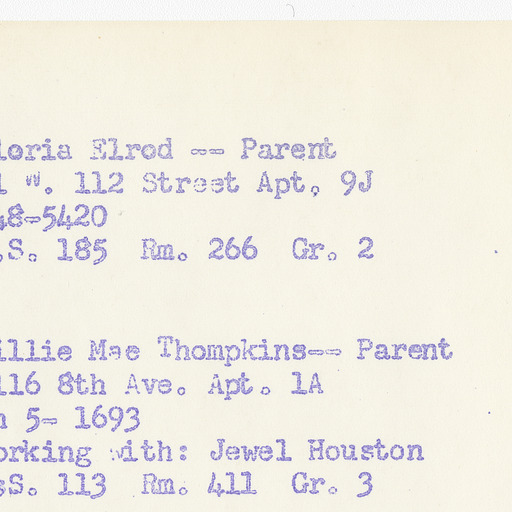 loria Elrod -- Parent
1 W. 112 Street Apt. 9J
48-5420
.S. 185 Rm. 266 Gr. 2
illie Mae Thompkins-- Parent
116 8th Ave. Apt. 1A
n 5- 1693
orking with: Jewel Houston
sS. 113 Rm. 411 Gr. 3